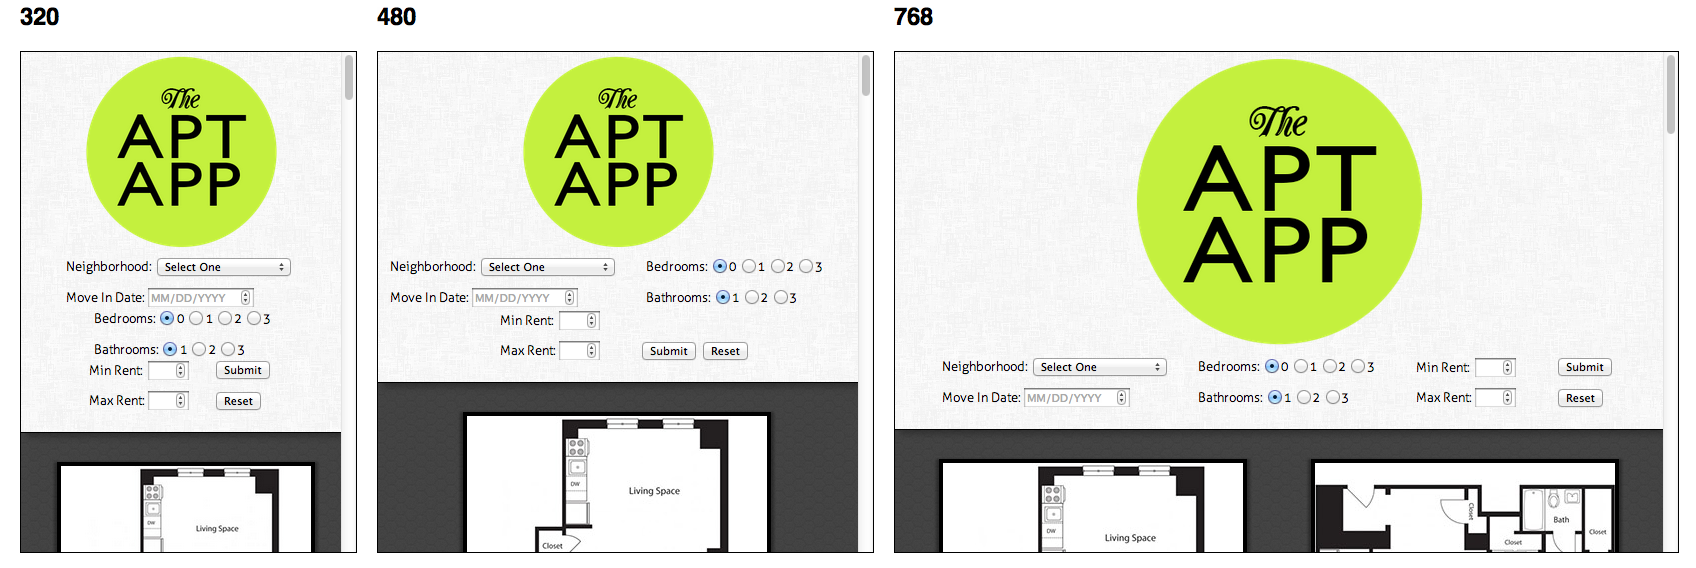 320
The
APT
APP
Neighborhood: Select One
Move In Date: MM/DD/YYYY
Bedrooms: 0 1 2 3
Bathrooms: 1 2 3
Min Rent: Submit
Max Rent: Reset
DW
Living Space
480
The
APT
APP
Neighborhood: Select One Bedrooms: 0 1 2 3
Move In Date: MM/DD/YYYY Bathrooms: 1 2 3
Min Rent:
Max Rent: Submit Reset
DW
Living Space
Closet
768
The
APT
APP
Neighborhood: Select One Bedrooms: 0 1 2 3 Min Rent: Submit
Move In Date: MM/DD/YYYY Bathrooms: 1 2 3 Max Rent: Reset
DW
Living Space
Closet
Bath
Closet
Closet